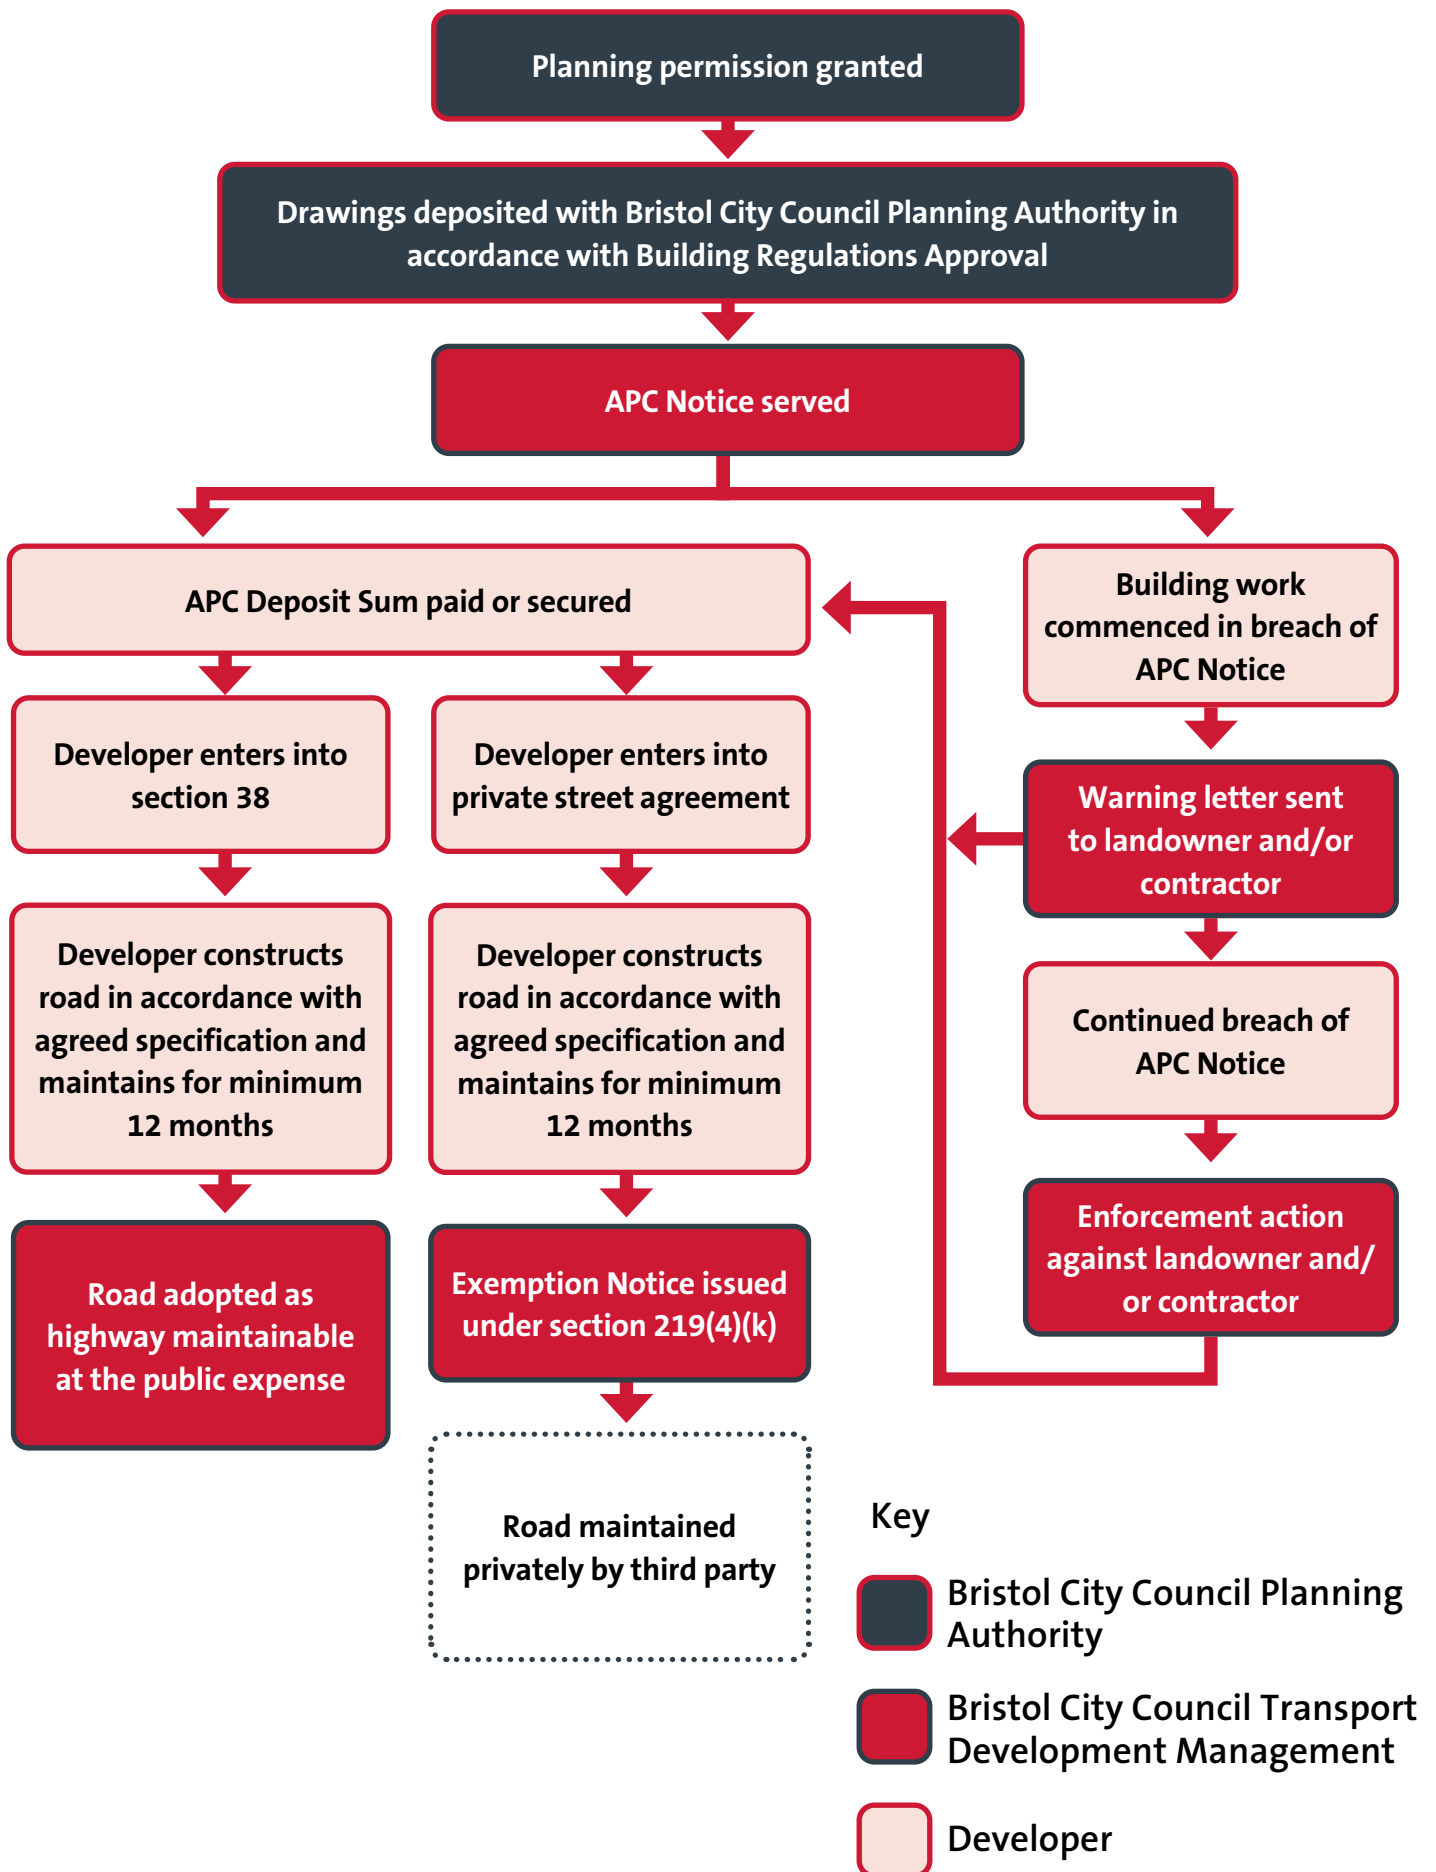 Planning permission granted
Drawings deposited with Bristol City Council Planning Authority in
accordance with Building Regulations Approval
APC Notice served
APC Deposit Sum paid or secured
Developer enters into
section 38
Developer constructs
road in accordance with
agreed specification and
maintains for minimum
12 months
Road adopted as
highway maintainable
at the public expense
Developer enters into
private street agreement
Developer constructs
road in accordance with
agreed specification and
maintains for minimum
12 months
Exemption Notice issued
under section 219(4)(k)
Road maintained
privately by third party
Building work
commenced in breach of
APC Notice
Warning letter sent
to landowner and/or
contractor
Continued breach of
APC Notice
Enforcement action
against landowner and/
or contractor
Key
Bristol City Council Planning
Authority
Bristol City Council Transport
Development Management
Developer